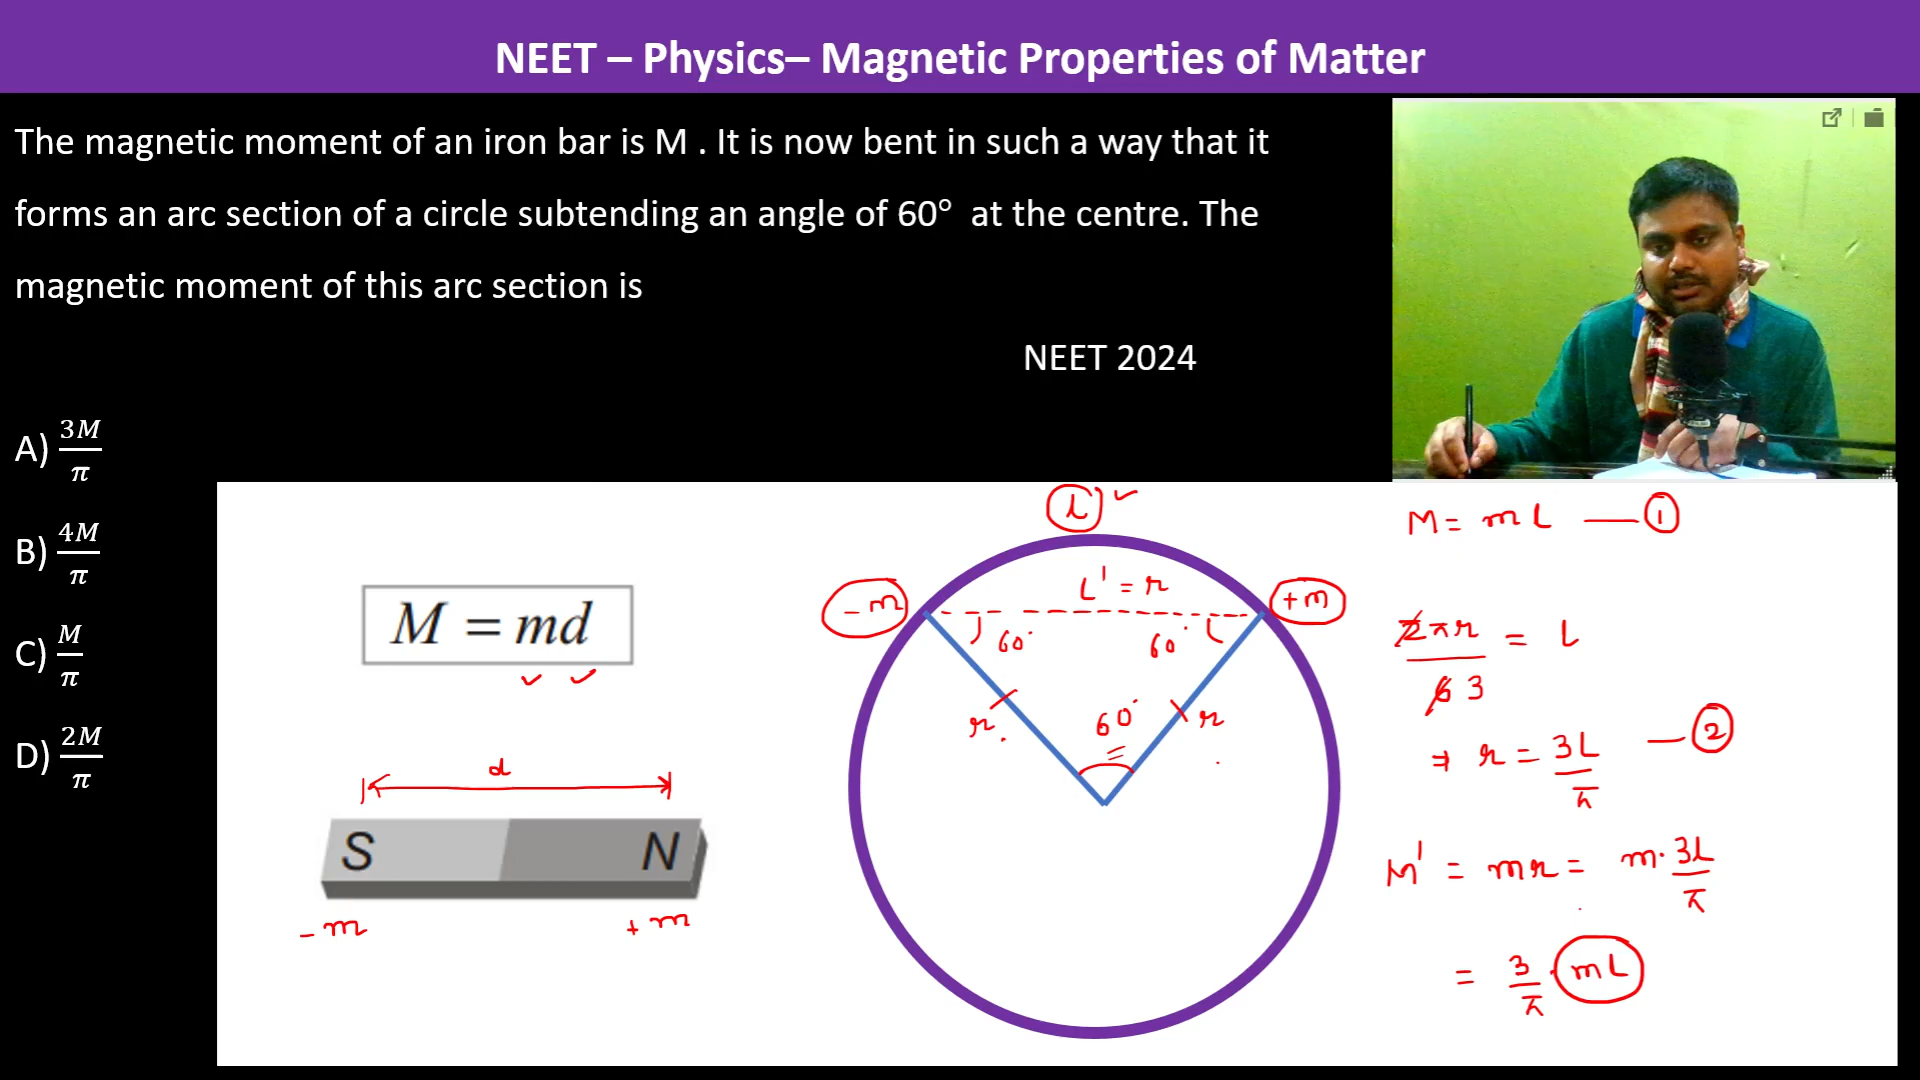 NEET – Physics– Magnetic Properties of Matter
The magnetic moment of an iron bar is M . It is now bent in such a way that it
forms an arc section of a circle subtending an angle of 60° at the centre. The
magnetic moment of this arc section is
NEET 2024
A) 3M/π
B) 4M/π
C) M/π
D) 2M/π
M = md
d
S N
-m +m
L
-m L' = r +m
60° 60°
r 60° r
M = mL —— ①
2πr/6 3 = L
⇒ r = 3L/π — ②
M' = mr = m· 3L/π
= 3/π · mL